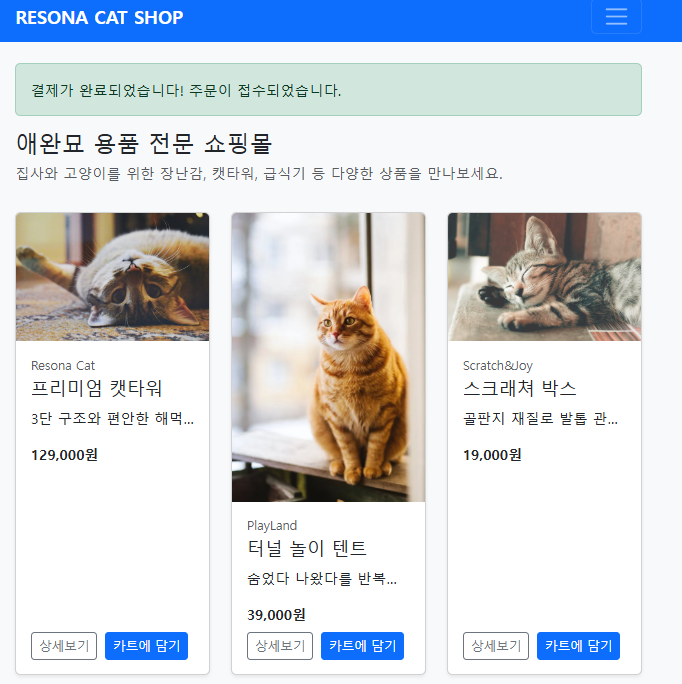 RESONA CAT SHOP
결제가 완료되었습니다! 주문이 접수되었습니다.
애완묘 용품 전문 쇼핑몰
집사와 고양이를 위한 장난감, 캣타워, 급식기 등 다양한 상품을 만나보세요.
Resona Cat
프리미엄 캣타워
3단 구조와 편안한 해먹...
129,000원
상세보기
카트에 담기
PlayLand
터널 놀이 텐트
숨었다 나왔다를 반복...
39,000원
상세보기
카트에 담기
Scratch&Joy
스크래쳐 박스
골판지 재질로 발톱 관...
19,000원
상세보기
카트에 담기